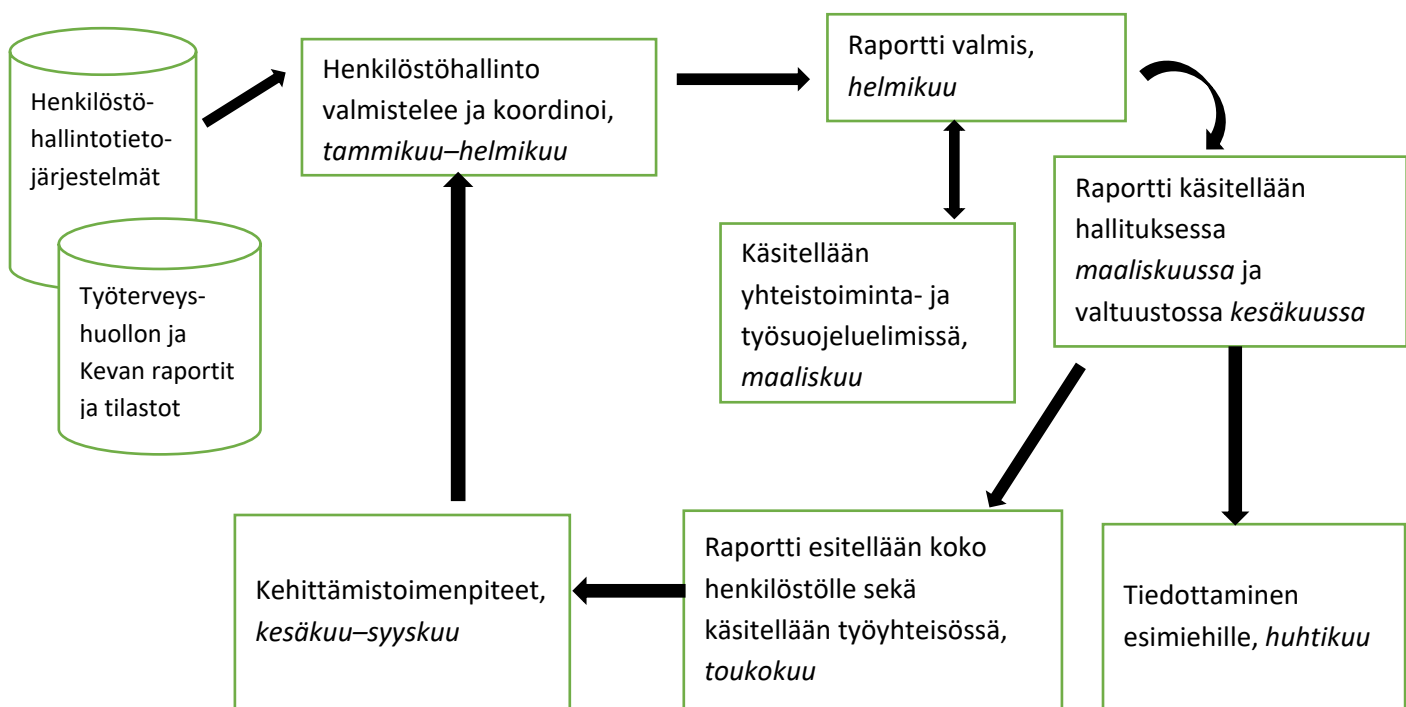 Henkilöstö-
hallintotieto-
järjestelmät
Työterveys-
huollon ja
Kevan raportit
ja tilastot
Henkilöstöhallinto
valmistelee ja koordinoi,
tammikuu–helmikuu
Raportti valmis,
helmikuu
Käsitellään
yhteistoiminta- ja
työsuojeluelimissä,
maaliskuu
Raportti käsitellään
hallituksessa
maaliskuussa ja
valtuustossa kesäkuussa
Tiedottaminen
esimiehille, huhtikuu
Raportti esitellään koko
henkilöstölle sekä
käsitellään työyhteisössä,
toukokuu
Kehittämistoimenpiteet,
kesäkuu–syyskuu